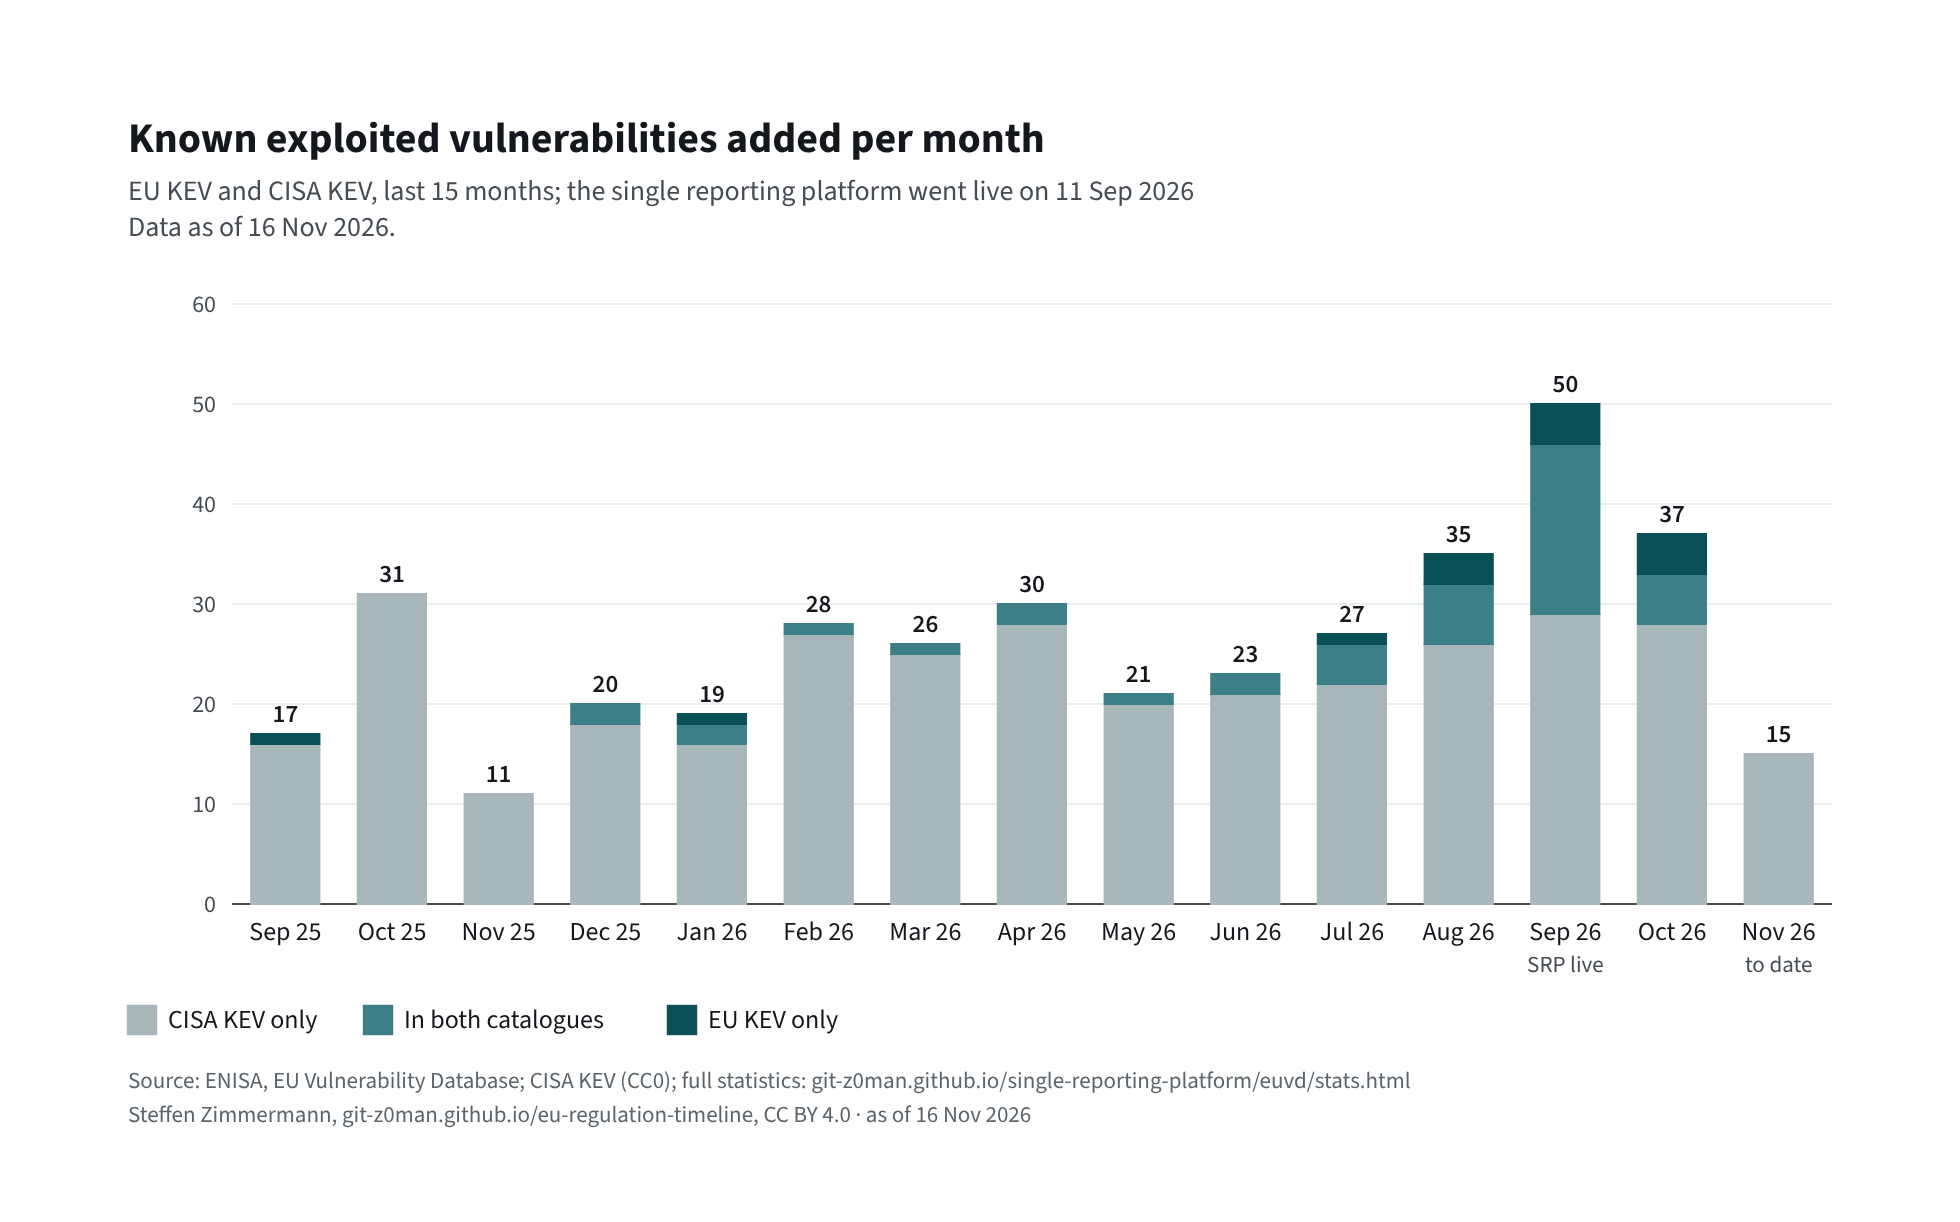 Known exploited vulnerabilities added per month
EU KEV and CISA KEV, last 15 months; the single reporting platform went live on 11 Sep 2026
Data as of 16 Nov 2026.
60
50
40
30
20
10
0
17
31
11
20
19
28
26
30
21
23
27
35
50
37
15
Sep 25 Oct 25 Nov 25 Dec 25 Jan 26 Feb 26 Mar 26 Apr 26 May 26 Jun 26 Jul 26 Aug 26 Sep 26 Oct 26 Nov 26
SRP live to date
CISA KEV only In both catalogues EU KEV only
Source: ENISA, EU Vulnerability Database; CISA KEV (CC0); full statistics: git-z0man.github.io/single-reporting-platform/euvd/stats.html
Steffen Zimmermann, git-z0man.github.io/eu-regulation-timeline, CC BY 4.0 · as of 16 Nov 2026